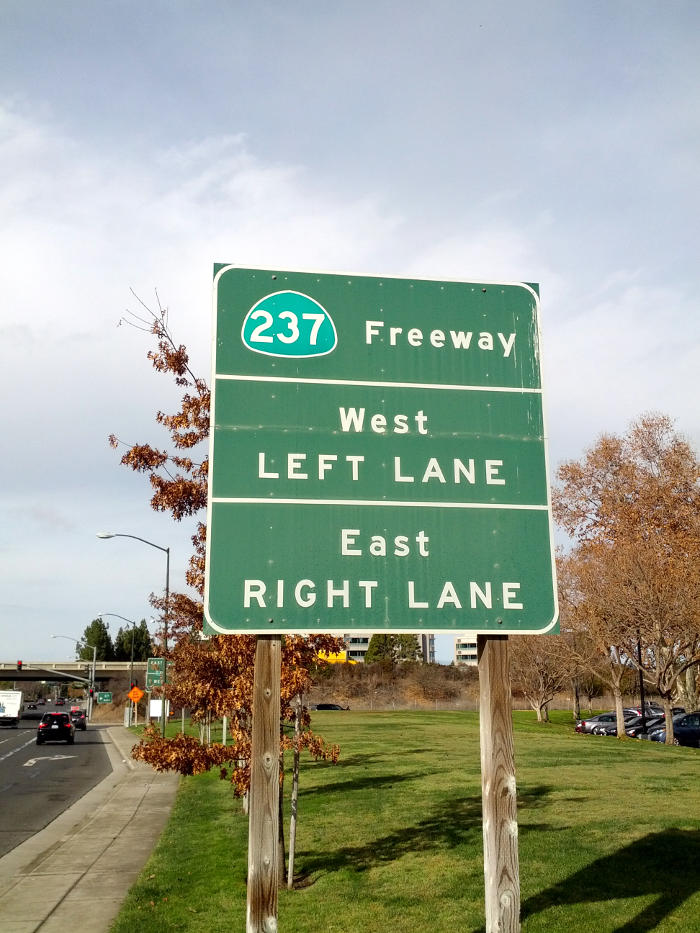 237 Freeway
West
LEFT LANE
East
RIGHT LANE